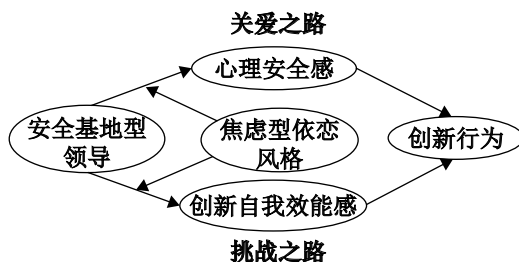 关爱之路
心理安全感
安全基地型
领导
焦虑型依恋
风格
创新行为
创新自我效能感
挑战之路